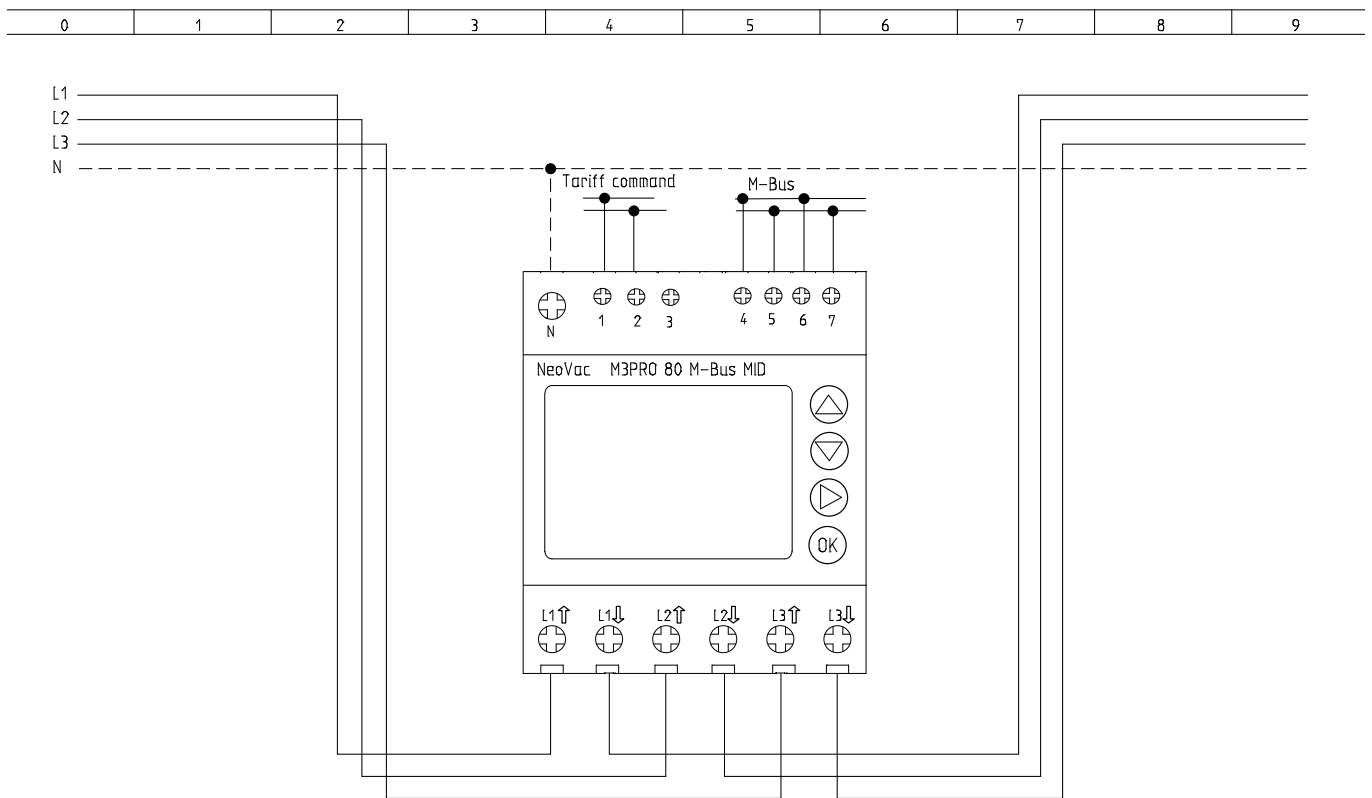 0 1 2 3 4 5 6 7 8 9
L1
L2
L3
N
Tariff command M-Bus
N 1 2 3 4 5 6 7
NeoVac M3PRO 80 M-Bus MID
OK
L1⇧ L1⇩ L2⇧ L2⇩ L3⇧ L3⇩